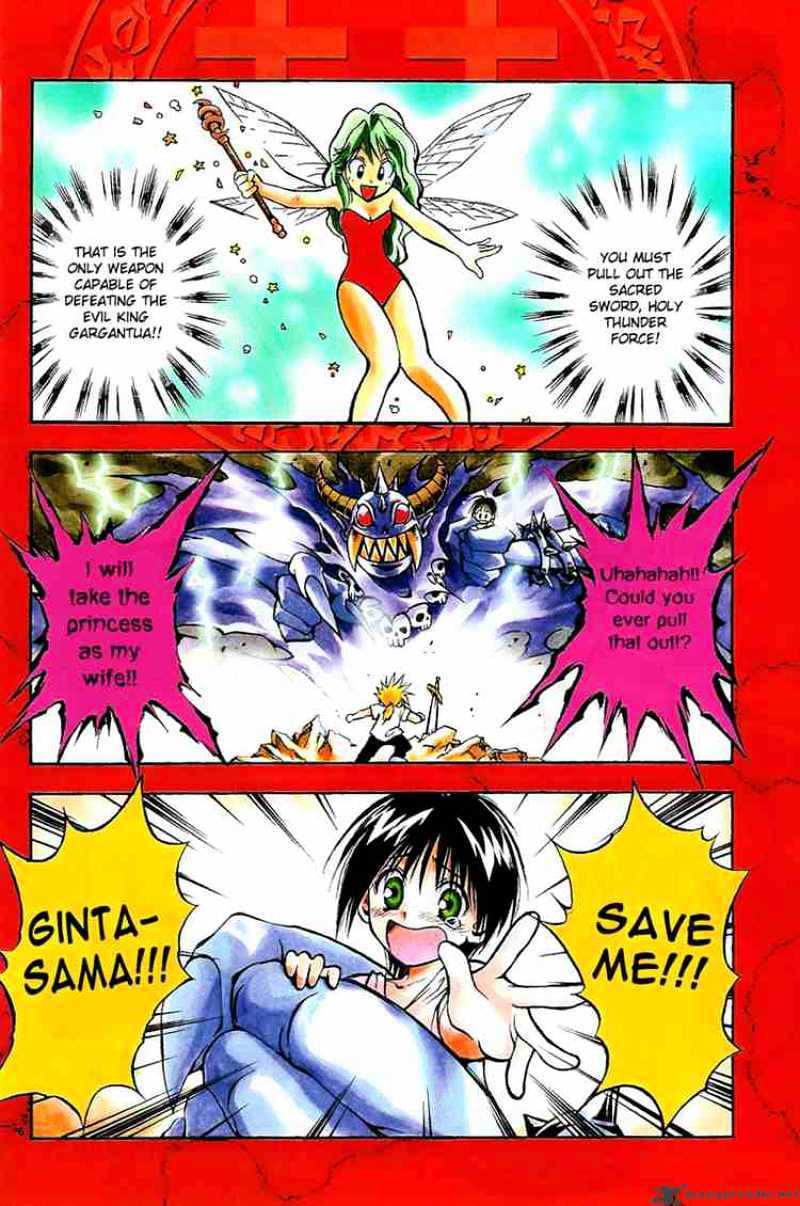 YOU MUST
PULL OUT THE
SACRED
SWORD, HOLY
THUNDER
FORCE!
THAT IS THE
ONLY WEAPON
CAPABLE OF
DEFEATING THE
EVIL KING
GARGANTUA!!
Uhahahah!!
Could you
ever pull
that out!?
I will
take the
princess
as my
wife!!
SAVE
ME!!!
GINTA-
SAMA!!!